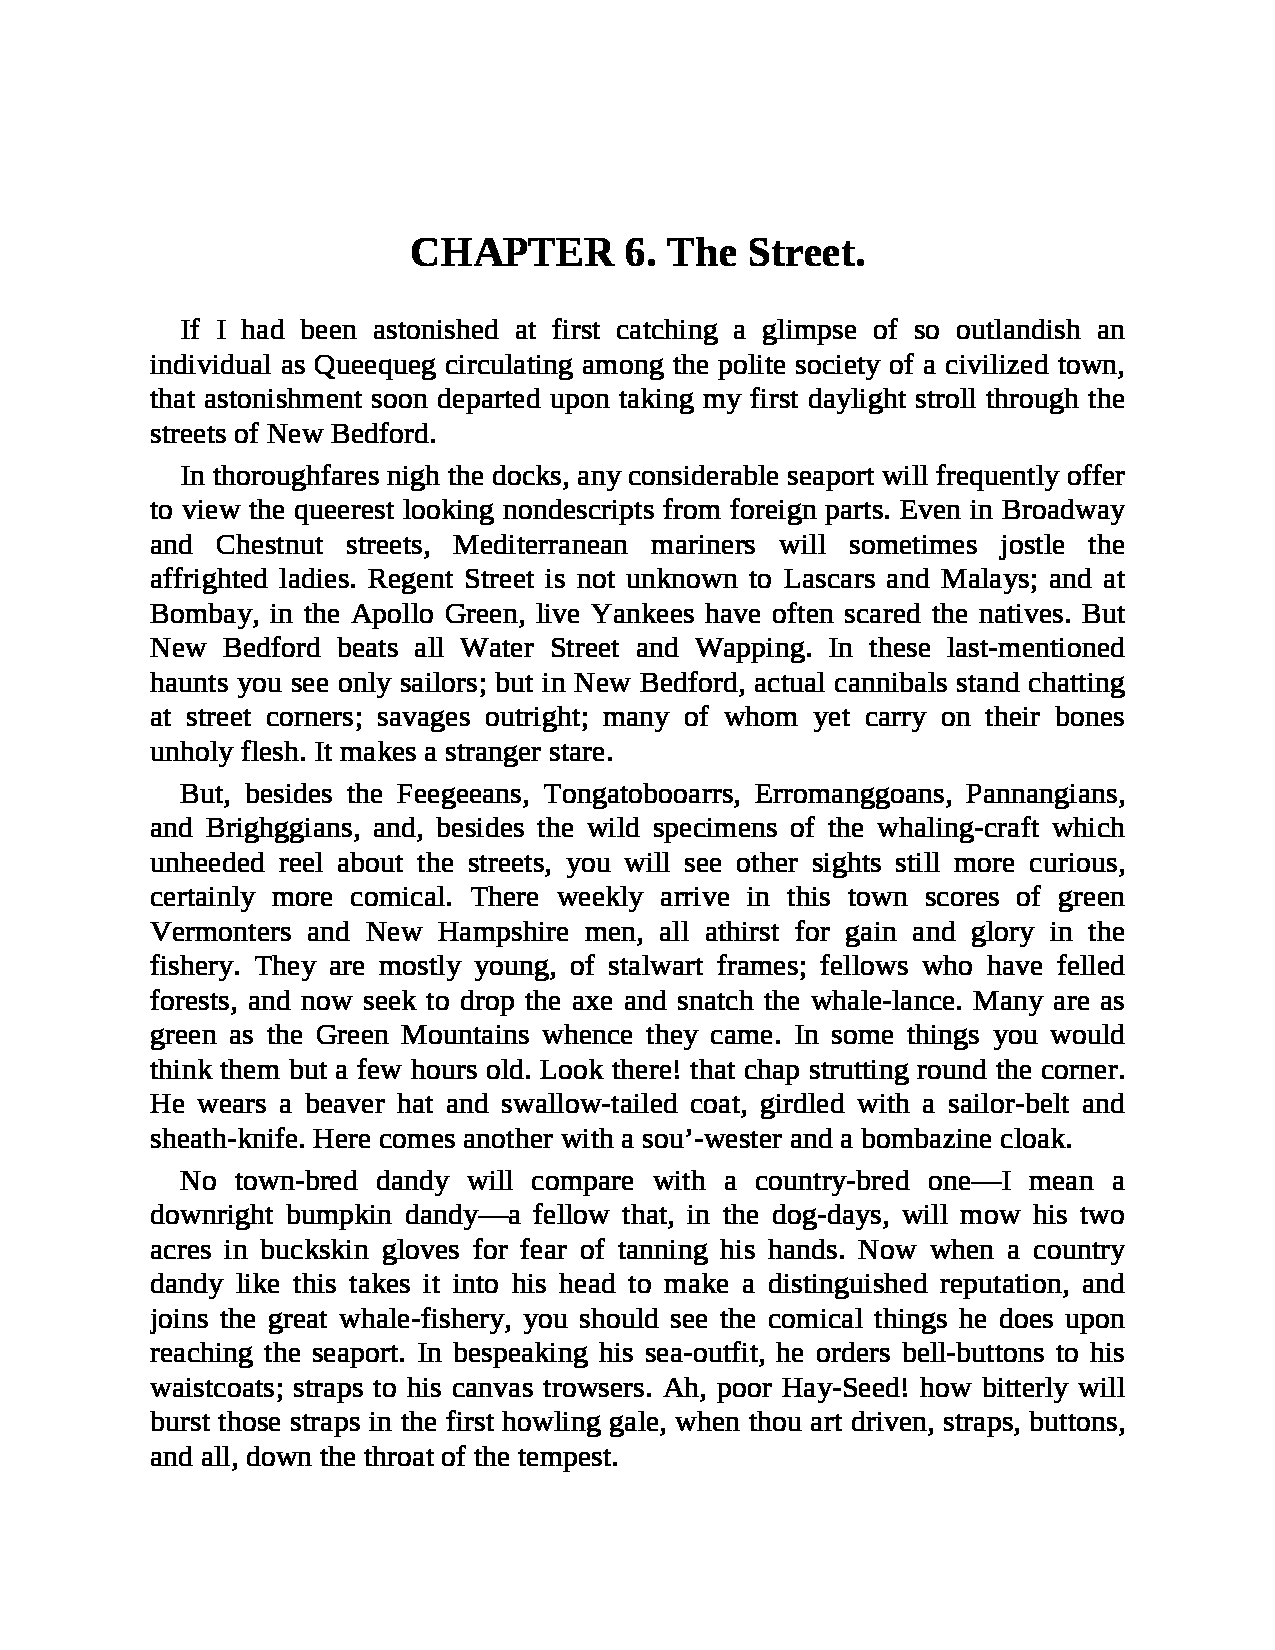 CHAPTER 6. The Street.
If I had been astonished at first catching a glimpse of so outlandish an
individual as Queequeg circulating among the polite society of a civilized town,
that astonishment soon departed upon taking my first daylight stroll through the
streets of New Bedford.
In thoroughfares nigh the docks, any considerable seaport will frequently offer
to view the queerest looking nondescripts from foreign parts. Even in Broadway
and Chestnut streets, Mediterranean mariners will sometimes jostle the
affrighted ladies. Regent Street is not unknown to Lascars and Malays; and at
Bombay, in the Apollo Green, live Yankees have often scared the natives. But
New Bedford beats all Water Street and Wapping. In these last-mentioned
haunts you see only sailors; but in New Bedford, actual cannibals stand chatting
at street corners; savages outright; many of whom yet carry on their bones
unholy flesh. It makes a stranger stare.
But, besides the Feegeeans, Tongatobooarrs, Erromanggoans, Pannangians,
and Brighggians, and, besides the wild specimens of the whaling-craft which
unheeded reel about the streets, you will see other sights still more curious,
certainly more comical. There weekly arrive in this town scores of green
Vermonters and New Hampshire men, all athirst for gain and glory in the
fishery. They are mostly young, of stalwart frames; fellows who have felled
forests, and now seek to drop the axe and snatch the whale-lance. Many are as
green as the Green Mountains whence they came. In some things you would
think them but a few hours old. Look there! that chap strutting round the corner.
He wears a beaver hat and swallow-tailed coat, girdled with a sailor-belt and
sheath-knife. Here comes another with a sou’-wester and a bombazine cloak.
No town-bred dandy will compare with a country-bred one—I mean a
downright bumpkin dandy—a fellow that, in the dog-days, will mow his two
acres in buckskin gloves for fear of tanning his hands. Now when a country
dandy like this takes it into his head to make a distinguished reputation, and
joins the great whale-fishery, you should see the comical things he does upon
reaching the seaport. In bespeaking his sea-outfit, he orders bell-buttons to his
waistcoats; straps to his canvas trowsers. Ah, poor Hay-Seed! how bitterly will
burst those straps in the first howling gale, when thou art driven, straps, buttons,
and all, down the throat of the tempest.